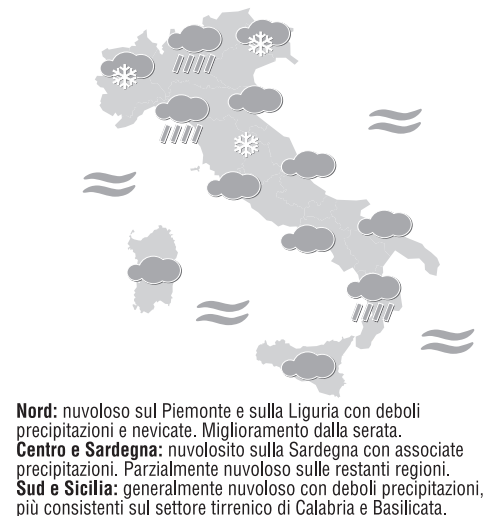 Nord: nuvoloso sul Piemonte e sulla Liguria con deboli
precipitazioni e nevicate. Miglioramento dalla serata.
Centro e Sardegna: nuvolosito sulla Sardegna con associate
precipitazioni. Parzialmente nuvoloso sulle restanti regioni.
Sud e Sicilia: generalmente nuvoloso con deboli precipitazioni,
più consistenti sul settore tirrenico di Calabria e Basilicata.